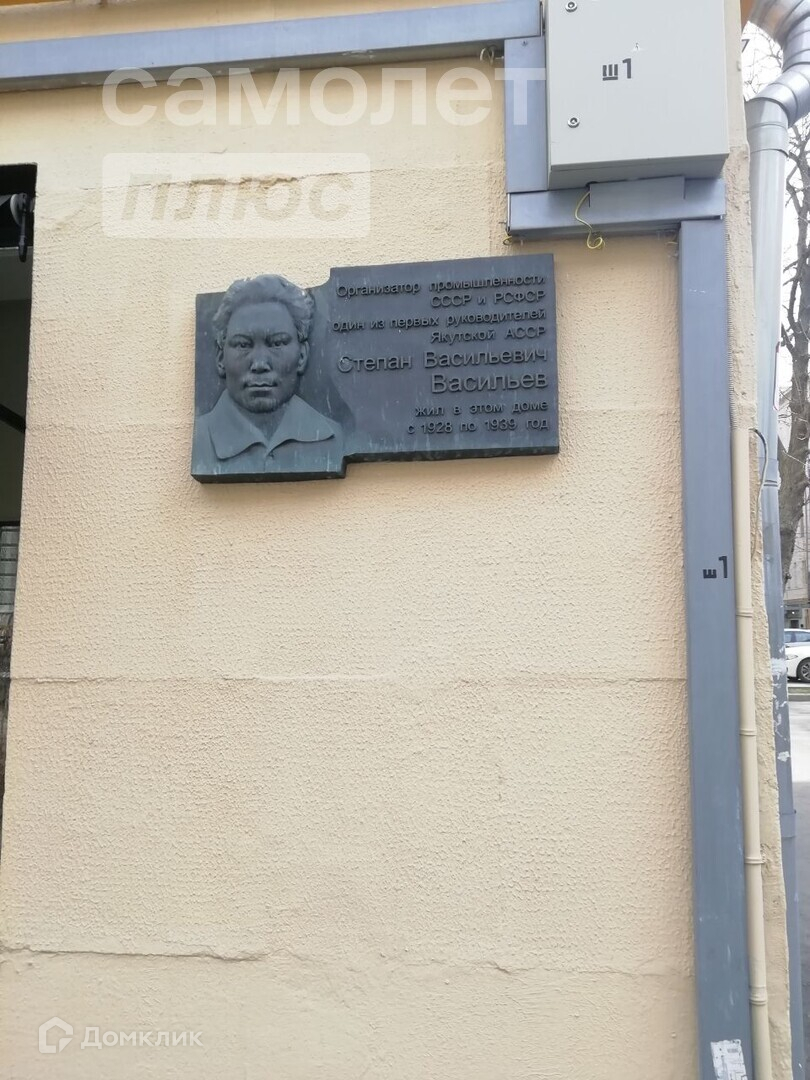 самолет
плюс
ш1
Организатор промышленности
СССР и РСФСР
один из первых руководителей
Якутской АССР
Степан Васильевич
Васильев
жил в этом доме
с 1928 по 1939 год
ш1
Домклик